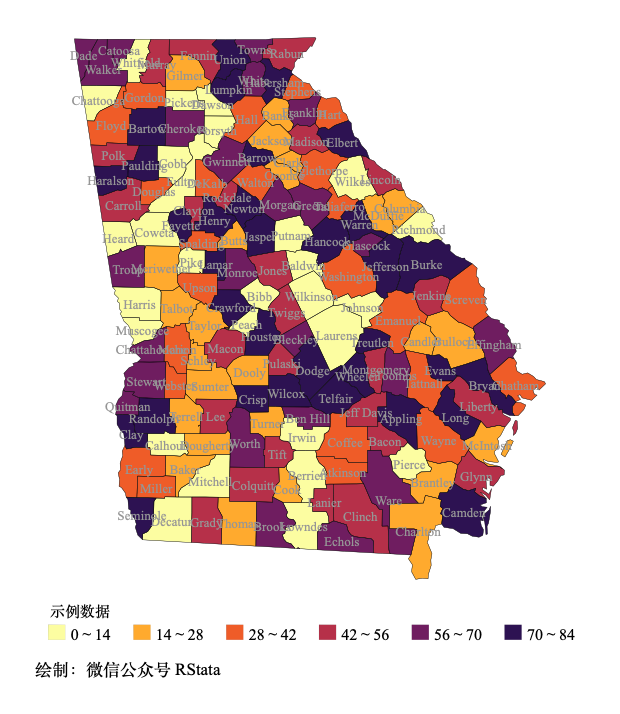 Dade Catoosa Fannin Towns Rabun
Walker Whitfield Murray Union
Gilmer White Habersham
Chattooga Gordon Pickens Lumpkin Stephens
Dawson Banks Franklin Hart
Floyd Bartow Cherokee Forsyth Hall
Jackson Madison Elbert
Polk Paulding Cobb Gwinnett Barrow Clarke
Haralson Fulton DeKalb Walton Oconee Wilkes Lincoln
Douglas Rockdale
Carroll Clayton Newton Morgan Greene Taliaferro McDuffie Columbia
Fayette Henry Warren Richmond
Heard Coweta Spalding Butts Jasper Putnam Hancock Glascock
Troup Meriwether Pike Lamar Monroe Jones Baldwin Washington Jefferson Burke
Upson Wilkinson Jenkins Screven
Harris Talbot Crawford Bibb Twiggs Johnson Emanuel
Muscogee Taylor Peach Houston Laurens Candler Bulloch Effingham
Chattahoochee Marion Macon Bleckley Treutlen
Schley Pulaski Dodge Montgomery Evans
Stewart Webster Sumter Dooly Wheeler Toombs Tattnall Bryan Chatham
Quitman Randolph Terrell Lee Crisp Wilcox Telfair Jeff Davis Appling Long Liberty
Clay Calhoun Dougherty Worth Turner Ben Hill Irwin Coffee Bacon Wayne McIntosh
Early Baker Mitchell Tift Berrien Atkinson Pierce Brantley Glynn
Miller Colquitt Cook Lanier Ware
Seminole Decatur Grady Thomas Brooks Lowndes Clinch Charlton Camden
Echols
示例数据
0 ~ 14 14 ~ 28 28 ~ 42 42 ~ 56 56 ~ 70 70 ~ 84
绘制：微信公众号 RStata